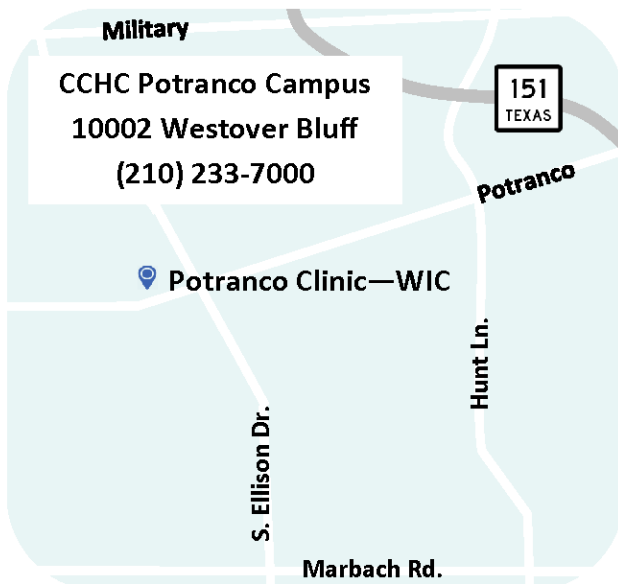 Military
CCHC Potranco Campus
10002 Westover Bluff
(210) 233-7000
151
TEXAS
Potranco
Potranco Clinic—WIC
Hunt Ln.
S. Ellison Dr.
Marbach Rd.